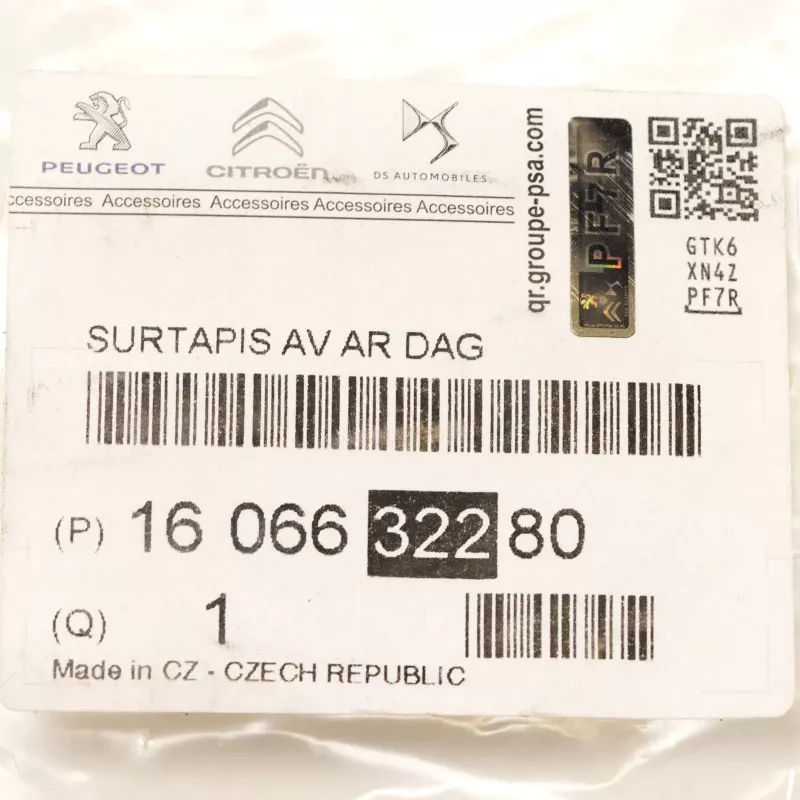 PEUGEOT
CITROËN
DS AUTOMOBILES
ccessoires Accessoires Accessoires Accessoires Accessoires
qr.groupe-psa.com
PF7R
GTK6
XN4Z
PF7R
SURTAPIS AV AR DAG
(P) 16 066 322 80
(Q) 1
Made in CZ - CZECH REPUBLIC